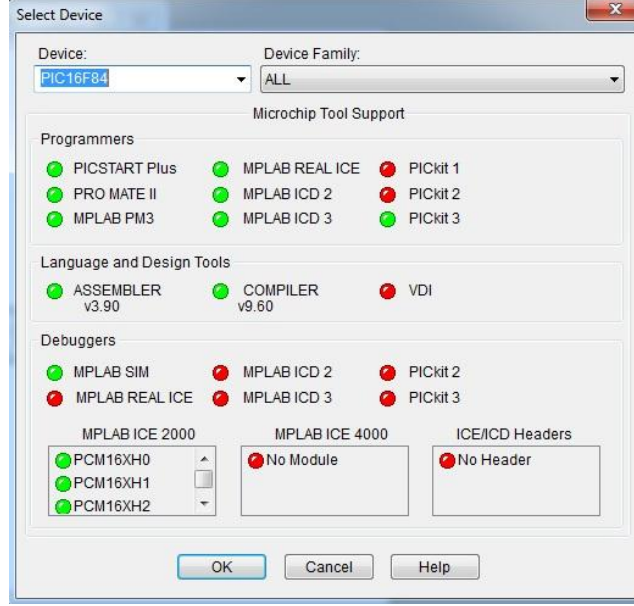 Select Device
Device: Device Family:
PIC16F84 ALL
Microchip Tool Support
Programmers
PICSTART Plus MPLAB REAL ICE PICkit 1
PRO MATE II MPLAB ICD 2 PICkit 2
MPLAB PM3 MPLAB ICD 3 PICkit 3
Language and Design Tools
ASSEMBLER COMPILER VDI
v3.90 v9.60
Debuggers
MPLAB SIM MPLAB ICD 2 PICkit 2
MPLAB REAL ICE MPLAB ICD 3 PICkit 3
MPLAB ICE 2000 MPLAB ICE 4000 ICE/ICD Headers
PCM16XH0 No Module No Header
PCM16XH1
PCM16XH2
OK Cancel Help